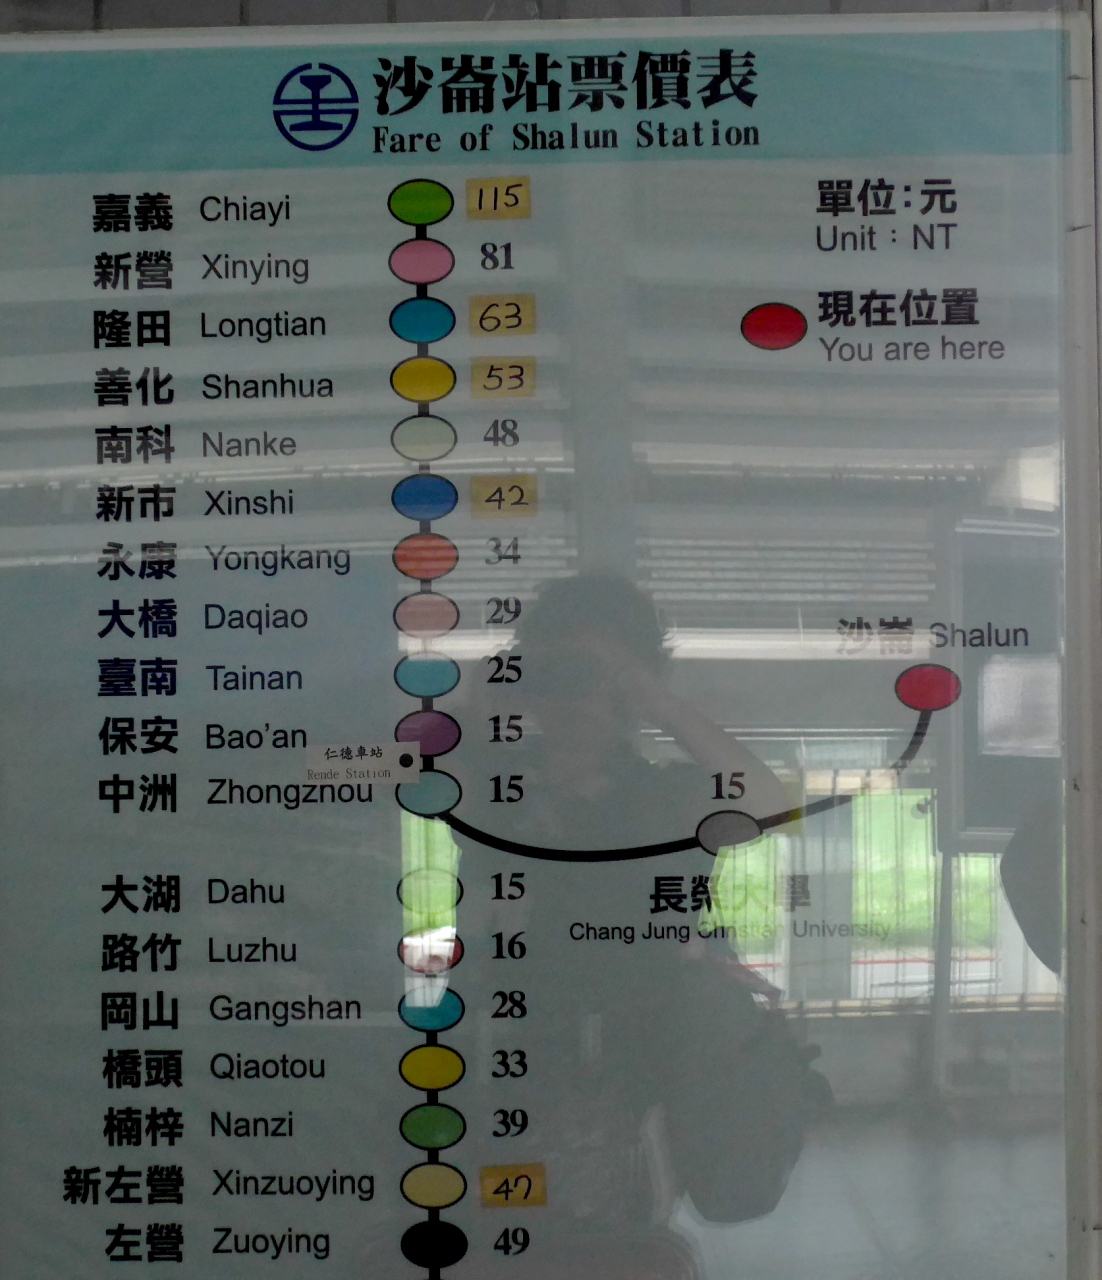 沙崙站票價表
Fare of Shalun Station
單位：元
Unit：NT
現在位置
You are here
嘉義 Chiayi 115
新營 Xinying 81
隆田 Longtian 63
善化 Shanhua 53
南科 Nanke 48
新市 Xinshi 42
永康 Yongkang 34
大橋 Daqiao 29
臺南 Tainan 25
保安 Bao'an 15
仁德車站
Rende Station
中洲 Zhongzhou 15
沙崙 Shalun
15
長榮大學
Chang Jung Christian University
大湖 Dahu 15
路竹 Luzhu 16
岡山 Gangshan 28
橋頭 Qiaotou 33
楠梓 Nanzi 39
新左營 Xinzuoying 47
左營 Zuoying 49